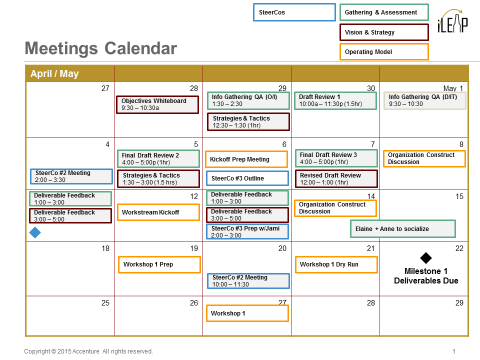 SteerCos
Gathering & Assessment
Vision & Strategy
Operating Model
iLEAP
Meetings Calendar
April / May
27
28
29
30
May 1
Objectives Whiteboard
9:30 – 10:30a
Info Gathering QA (O/I)
1:30 – 2:30
Strategies & Tactics
12:30 – 1:30 (1hr)
Draft Review 1
10:00a – 11:30p (1.5hr)
Info Gathering QA (D/IT)
9:30 – 10:30
4
5
6
7
8
SteerCo #2 Meeting
2:00 – 3:30
Final Draft Review 2
4:00 – 5:00p (1hr)
Strategies & Tactics
1:30 – 3:00 (1.5 hrs)
Kickoff Prep Meeting
SteerCo #3 Outline
Final Draft Review 3
4:00 – 5:00p (1hr)
Revised Draft Review
12:00 – 1:00 (1hr)
Organization Construct
Discussion
12
14
15
Deliverable Feedback
1:00 – 3:00
Deliverable Feedback
3:00 – 5:00
Workstream Kickoff
Deliverable Feedback
1:00 – 3:00
Deliverable Feedback
3:00 – 5:00
SteerCo #3 Prep w/Jami
2:00 – 3:00
Organization Construct
Discussion
Elaine + Anne to socialize
18
19
20
21
22
Workshop 1 Prep
SteerCo #2 Meeting
10:00 – 11:30
Workshop 1 Dry Run
Milestone 1
Deliverables Due
25
26
27
28
29
Workshop 1
Copyright © 2015 Accenture All rights reserved.
1